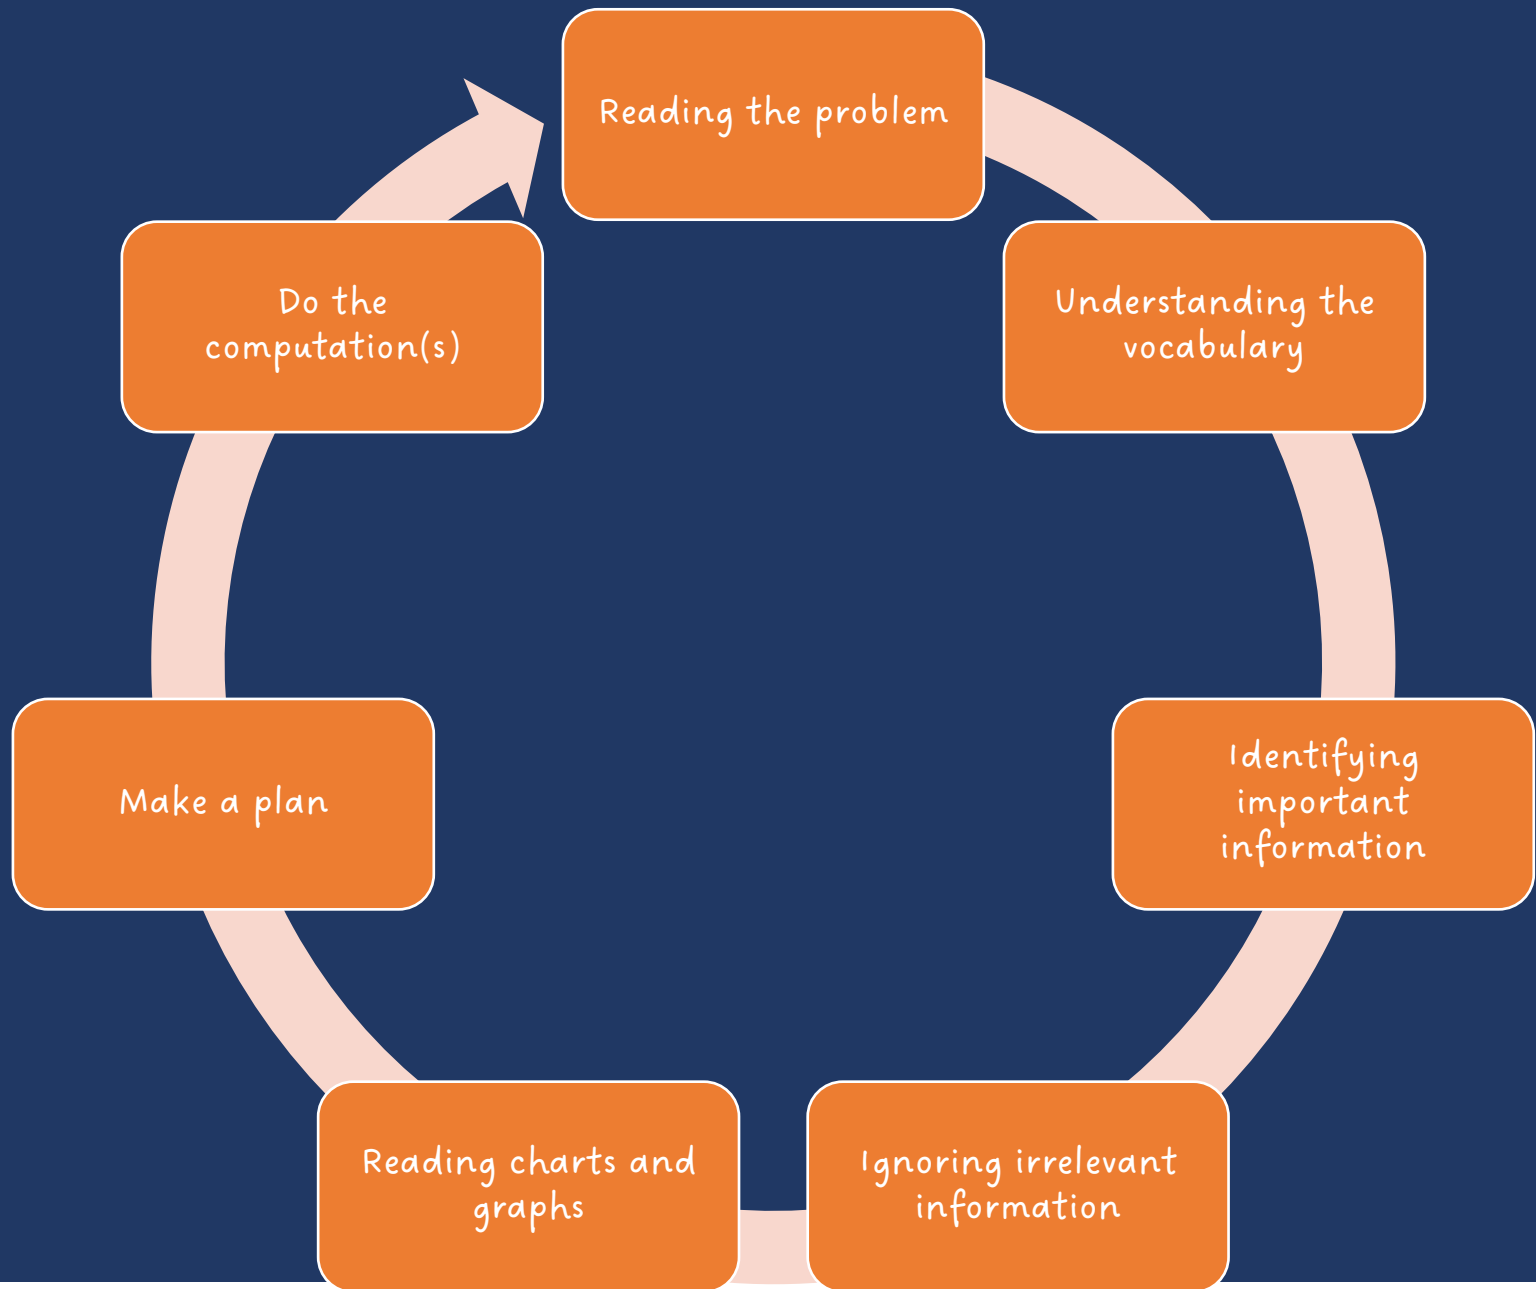 Reading the problem
Understanding the
vocabulary
Identifying
important
information
Ignoring irrelevant
information
Reading charts and
graphs
Make a plan
Do the
computation(s)